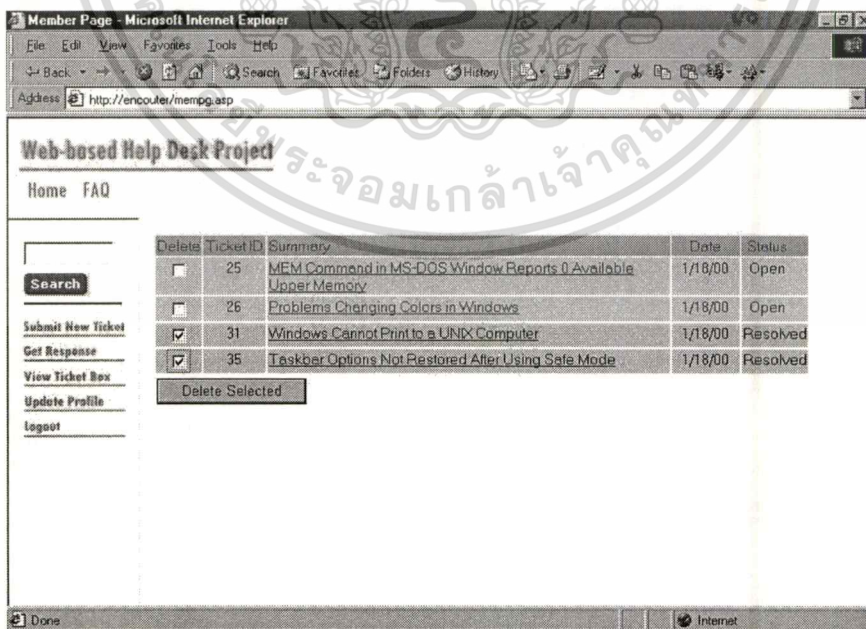 Member Page - Microsoft Internet Explorer
File Edit View Favorites Tools Help
Back Search Favorites Folders History
Address http://encouter/mempg.asp
Web-based Help Desk Project
Home FAQ
Search
Submit New Ticket
Get Response
View Ticket Box
Update Profile
Logout
Delete Ticket ID Summary Date Status
25 MEM Command in MS-DOS Window Reports 0 Available Upper Memory 1/18/00 Open
26 Problems Changing Colors in Windows 1/18/00 Open
31 Windows Cannot Print to a UNIX Computer 1/18/00 Resolved
35 Taskbar Options Not Restored After Using Safe Mode 1/18/00 Resolved
Delete Selected
Done Internet